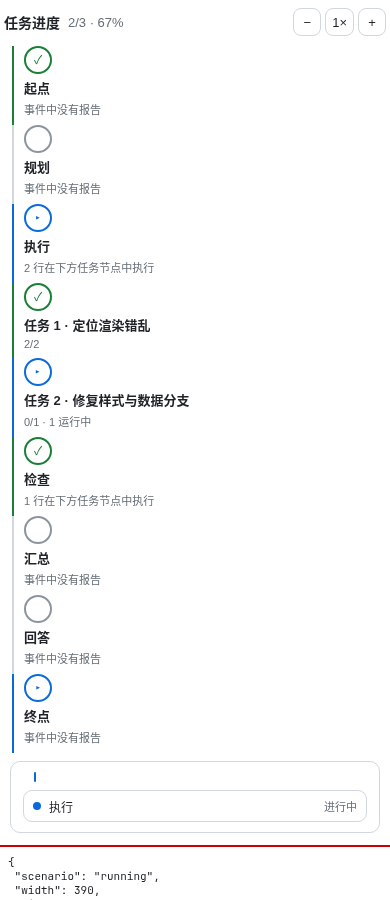 任务进度 2/3 · 67% − 1× +
起点
事件中没有报告
规划
事件中没有报告
执行
2 行在下方任务节点中执行
任务 1 · 定位渲染错乱
2/2
任务 2 · 修复样式与数据分支
0/1 · 1 运行中
检查
1 行在下方任务节点中执行
汇总
事件中没有报告
回答
事件中没有报告
终点
事件中没有报告
执行 进行中
{
"scenario": "running",
"width": 390,